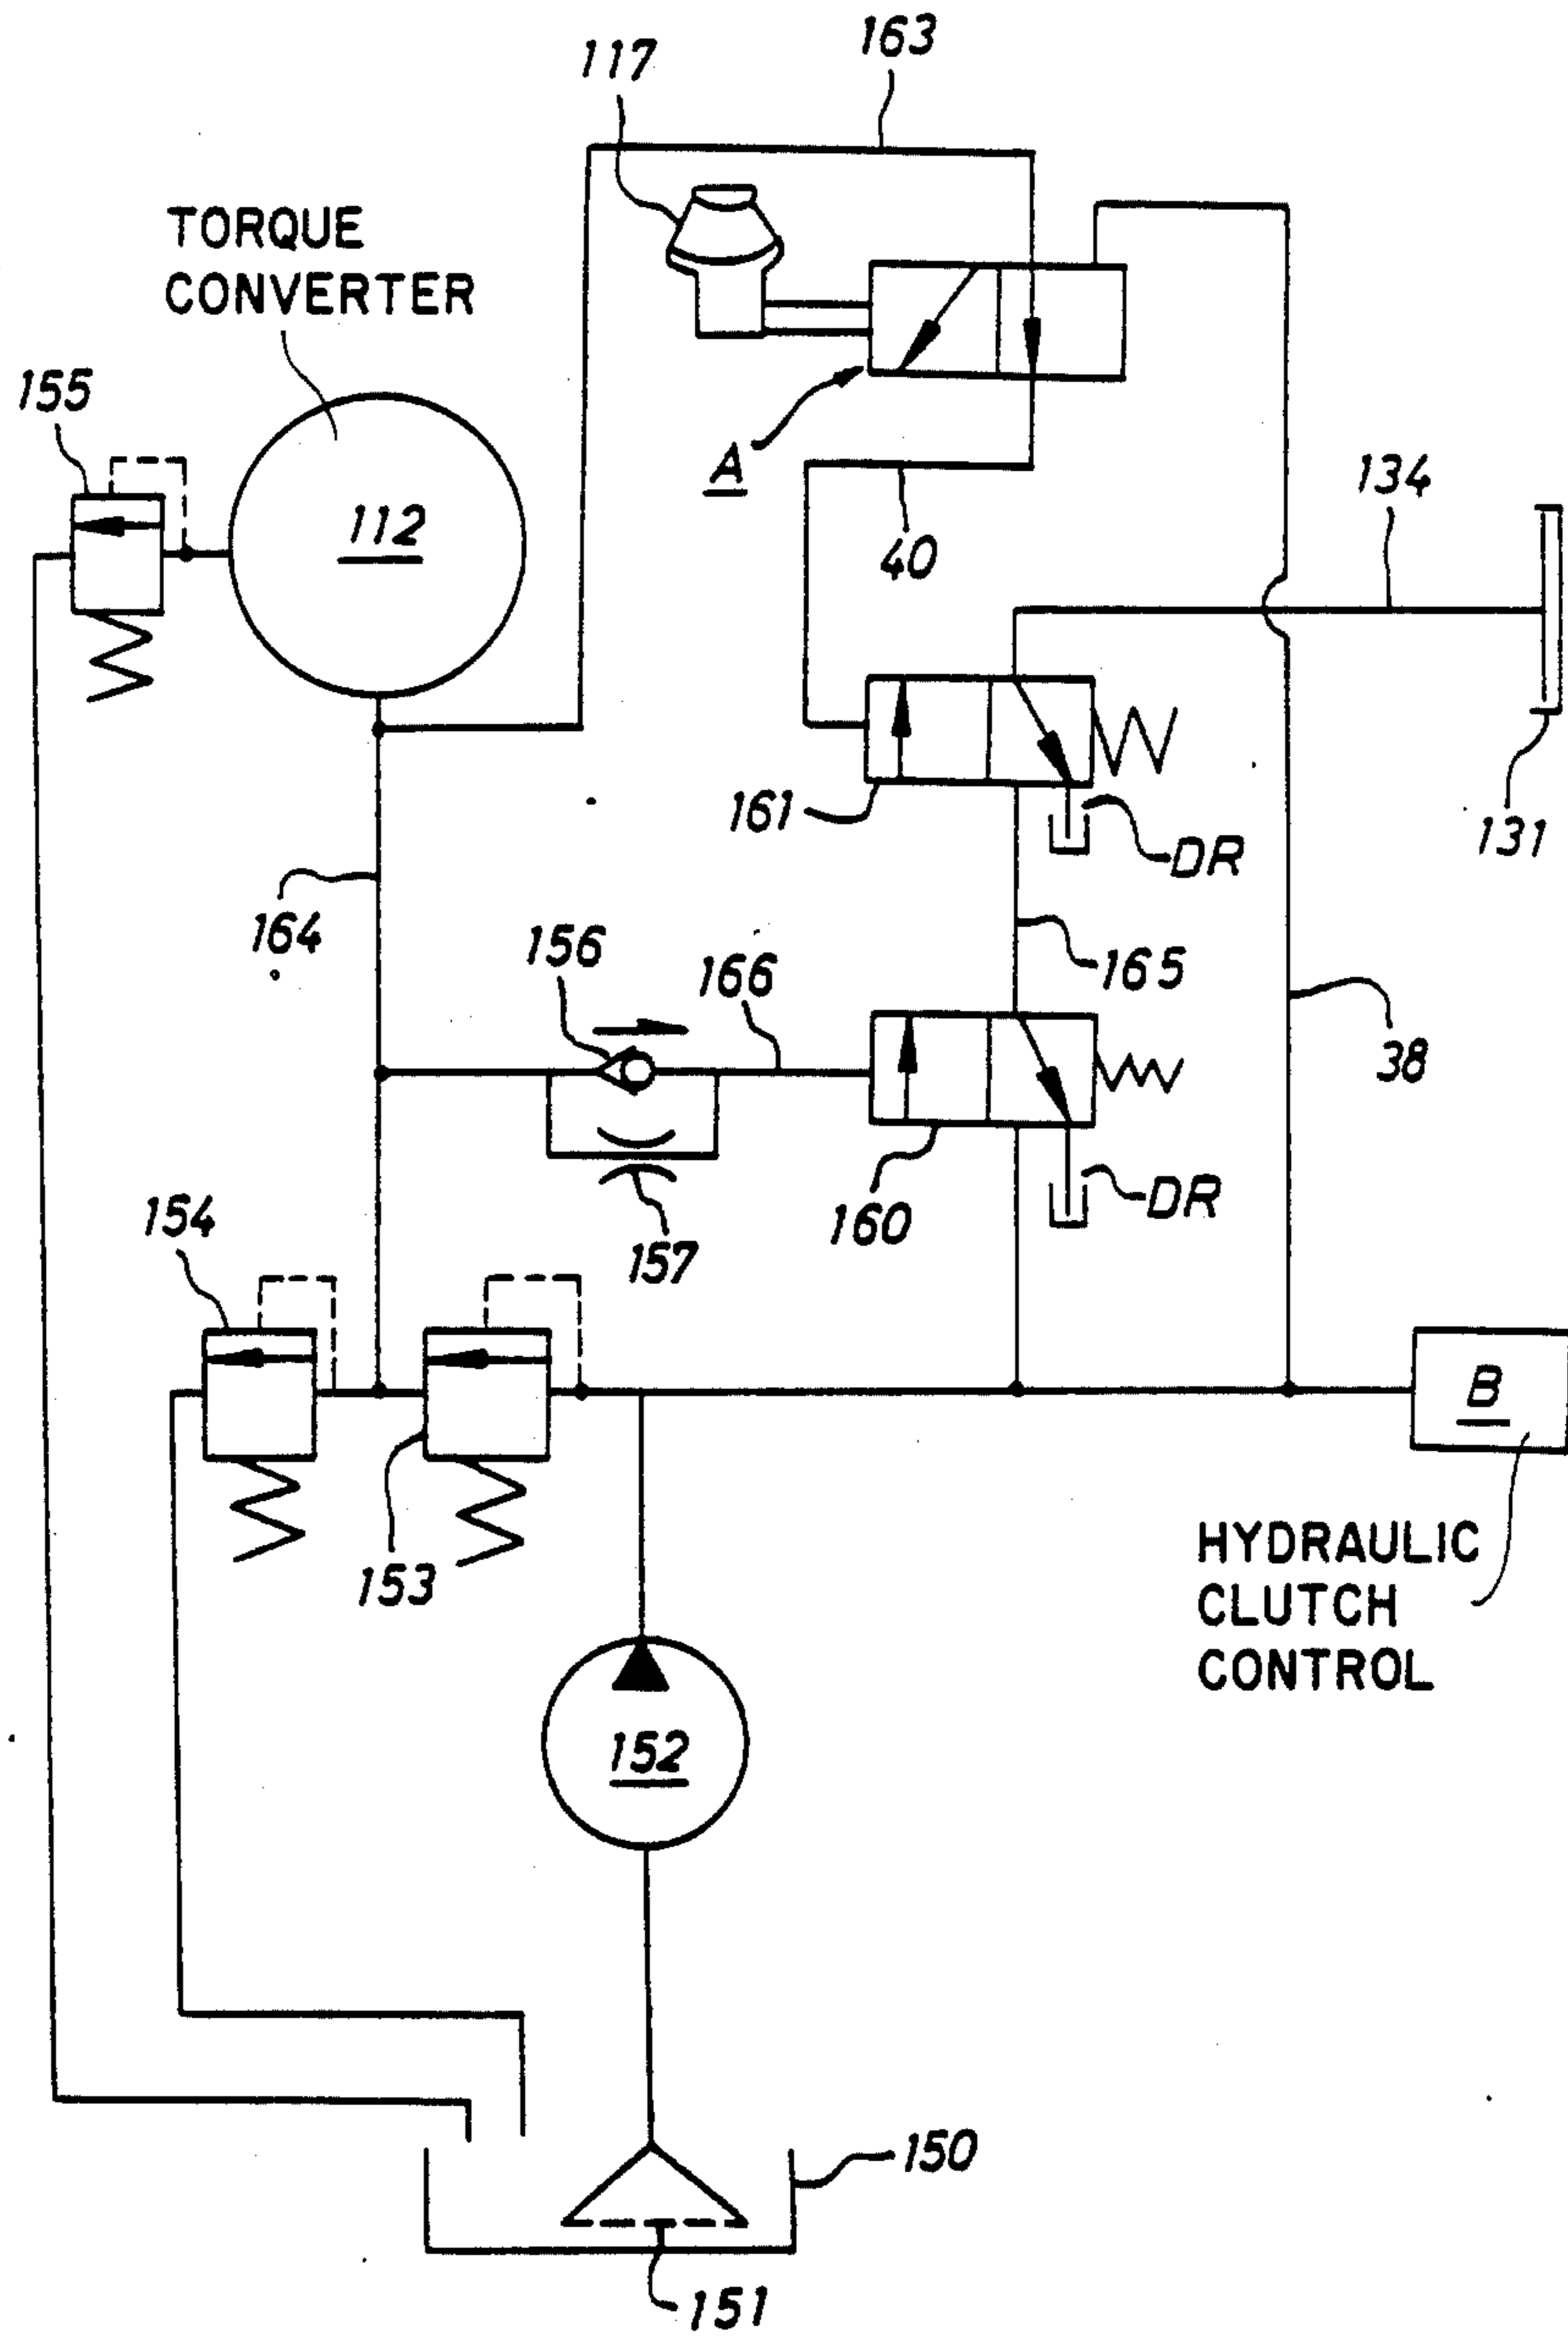 163
117
TORQUE
CONVERTER
155
A
134
112
40
161
DR
131
164
156
166
165
38
154
157
160
DR
B
153
HYDRAULIC
CLUTCH
CONTROL
152
150
151